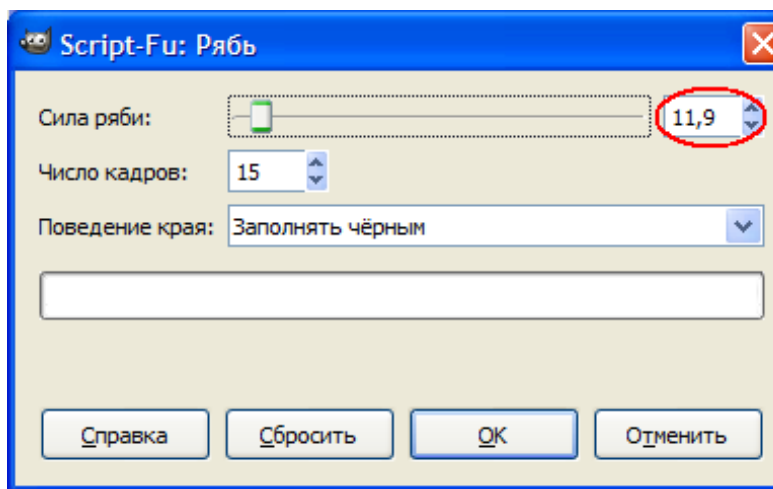 Script-Fu: Рябь
Сила ряби: 11,9
Число кадров: 15
Поведение края: Заполнять чёрным
Справка Сбросить OK Отменить